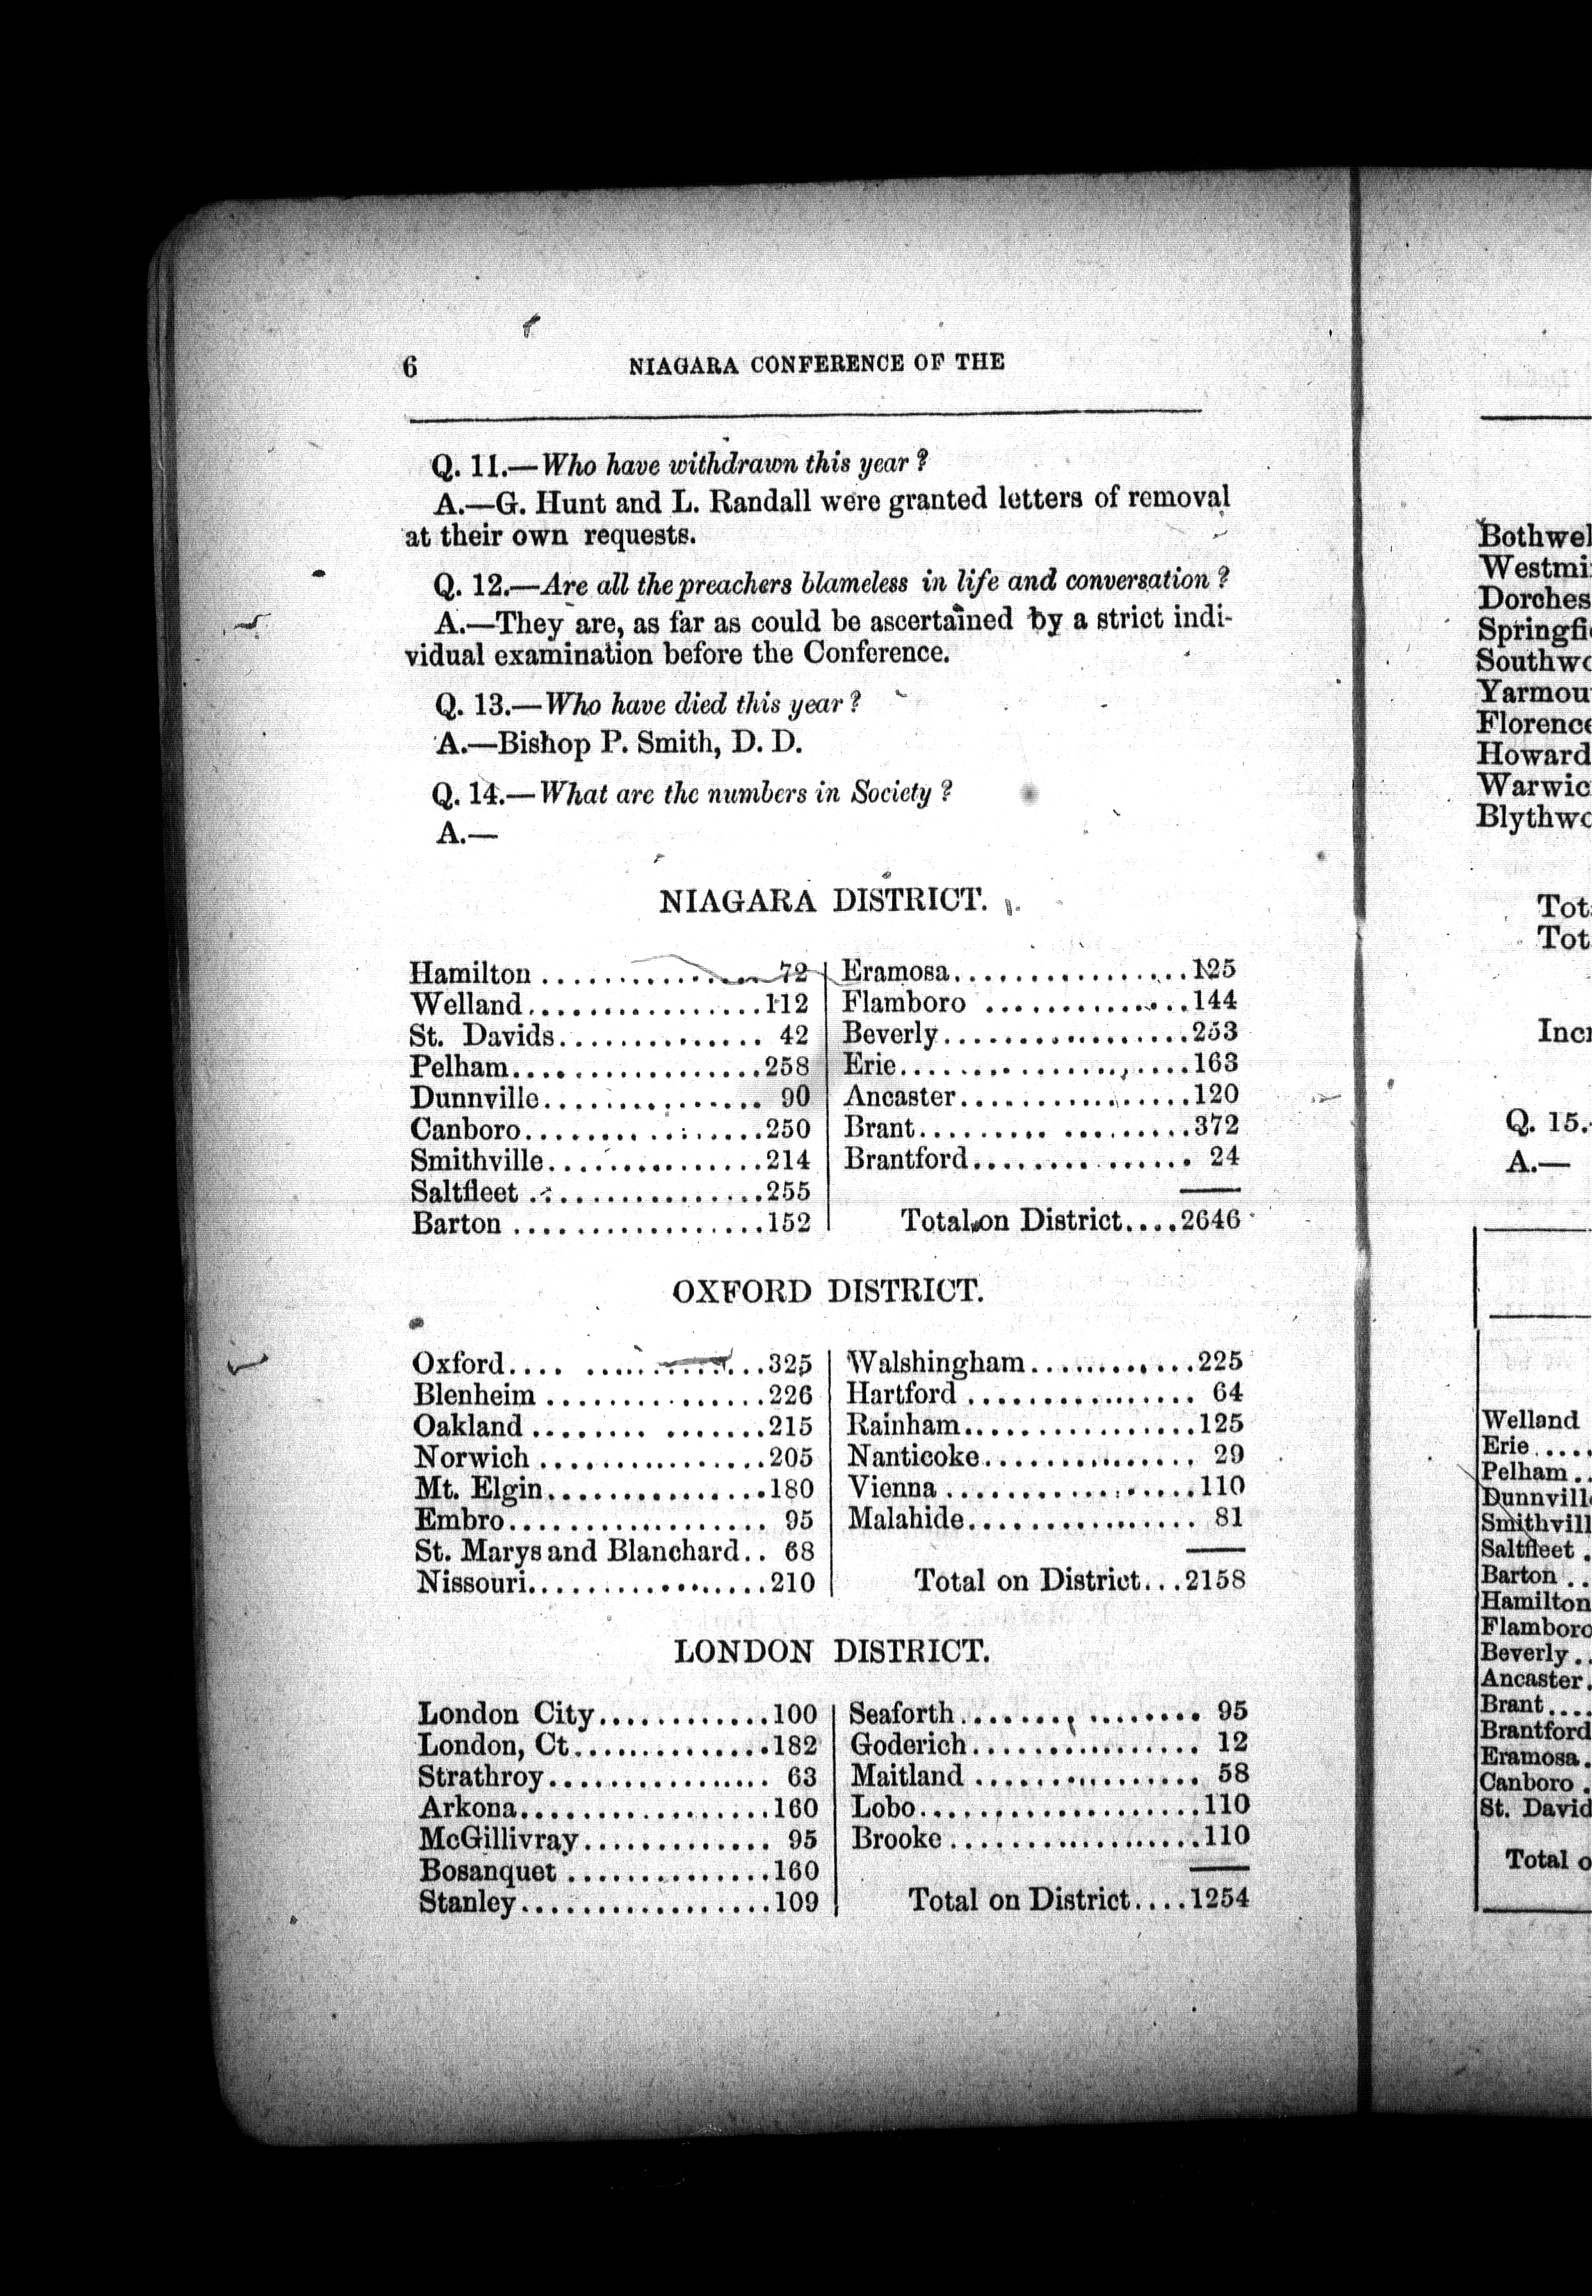 6 NIAGARA CONFERENCE OF THE
Q. 11.—Who have withdrawn this year?
A.—G. Hunt and L. Randall were granted letters of removal
at their own requests.
Q. 12.—Are all the preachers blameless in life and conversation?
A.—They are, as far as could be ascertained by a strict indi-
vidual examination before the Conference.
Q. 13.—Who have died this year?
A.—Bishop P. Smith, D. D.
Q. 14.—What are the numbers in Society?
A.—
NIAGARA DISTRICT.
Hamilton .................. 72
Welland.................112
St. Davids.............. 42
Pelham.................258
Dunnville............... 90
Canboro................250
Smithville...............214
Saltfleet ................255
Barton .................152
Eramosa................125
Flamboro ..............144
Beverly.................253
Erie....................163
Ancaster................120
Brant..................372
Brantford............... 24
Total on District....2646
OXFORD DISTRICT.
Oxford.... ............325
Blenheim ...............226
Oakland ........ .......215
Norwich ................205
Mt. Elgin...............180
Embro.................. 95
St. Marys and Blanchard.. 68
Nissouri................210
Walshingham............225
Hartford ................ 64
Rainham................125
Nanticoke............... 29
Vienna .................110
Malahide................ 81
Total on District...2158
LONDON DISTRICT.
London City............100
London, Ct..............182
Strathroy................ 63
Arkona.................160
McGillivray............. 95
Bosanquet ..............160
Stanley.................109
Seaforth................ 95
Goderich................ 12
Maitland ............... 58
Lobo...................110
Brooke .................110
Total on District....1254
Bothwel
Westmi
Dorches
Springfi
Southwo
Yarmou
Florence
Howard
Warwic
Blythwo
Tot
Tot
Incr
Q. 15.
A.—
Welland
Erie....
Pelham..
Dunnvill
Smithvill
Saltfleet .
Barton ..
Hamilton
Flamboro
Beverly..
Ancaster.
Brant....
Brantford
Eramosa.
Canboro .
St. David
Total o